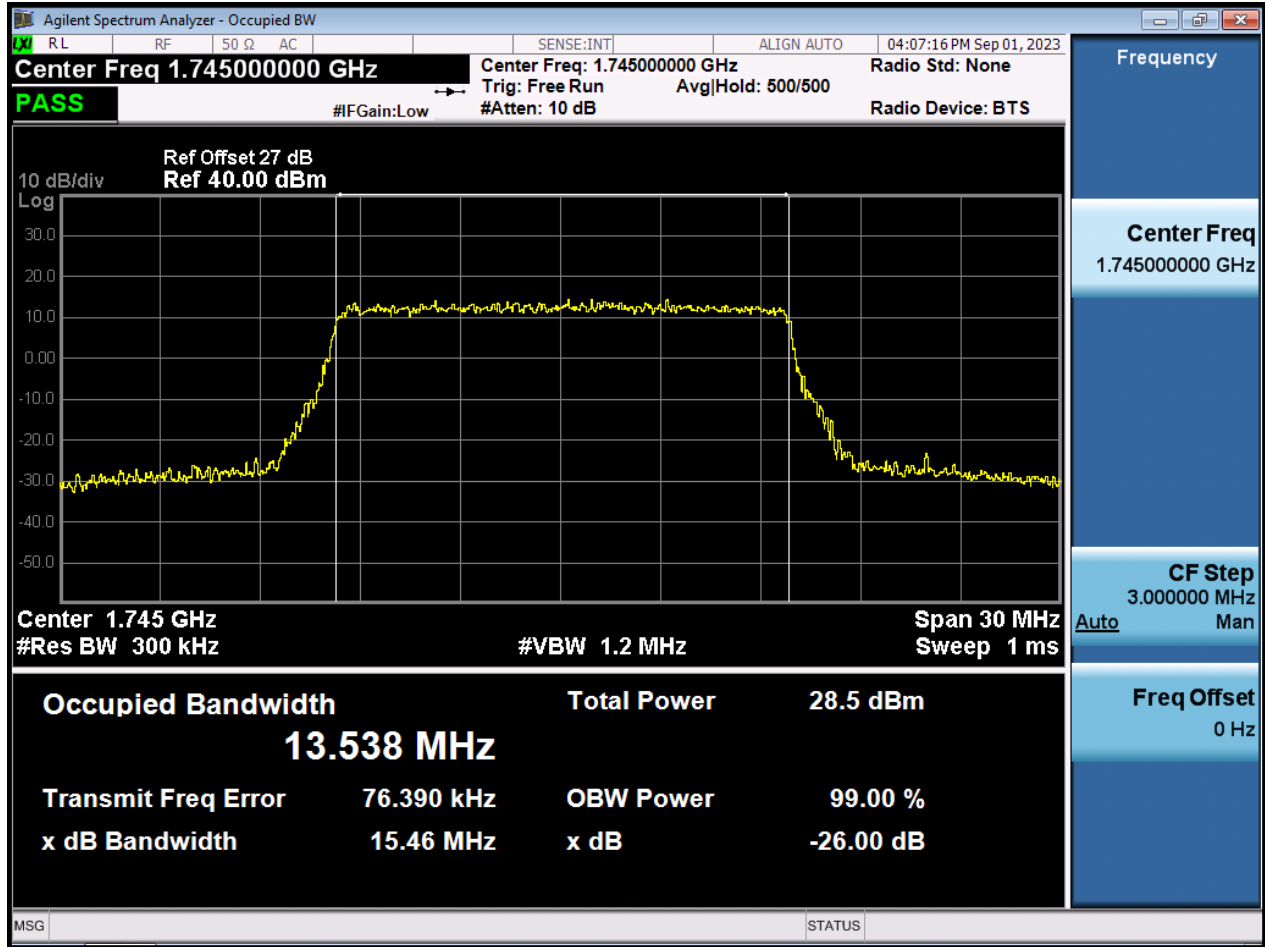 Agilent Spectrum Analyzer - Occupied BW
LXI RL RF 50 Ω AC SENSE:INT ALIGN AUTO 04:07:16 PM Sep 01, 2023
Center Freq 1.745000000 GHz
PASS
#IFGain:Low
Center Freq: 1.745000000 GHz
Trig: Free Run Avg|Hold: 500/500
#Atten: 10 dB
Radio Std: None
Radio Device: BTS
Ref Offset 27 dB
10 dB/div Ref 40.00 dBm
Log
30.0
20.0
10.0
0.00
-10.0
-20.0
-30.0
-40.0
-50.0
Center 1.745 GHz Span 30 MHz
#Res BW 300 kHz #VBW 1.2 MHz Sweep 1 ms
Occupied Bandwidth Total Power 28.5 dBm
13.538 MHz
Transmit Freq Error 76.390 kHz OBW Power 99.00 %
x dB Bandwidth 15.46 MHz x dB -26.00 dB
MSG STATUS
Frequency
Center Freq
1.745000000 GHz
CF Step
3.000000 MHz
Auto Man
Freq Offset
0 Hz